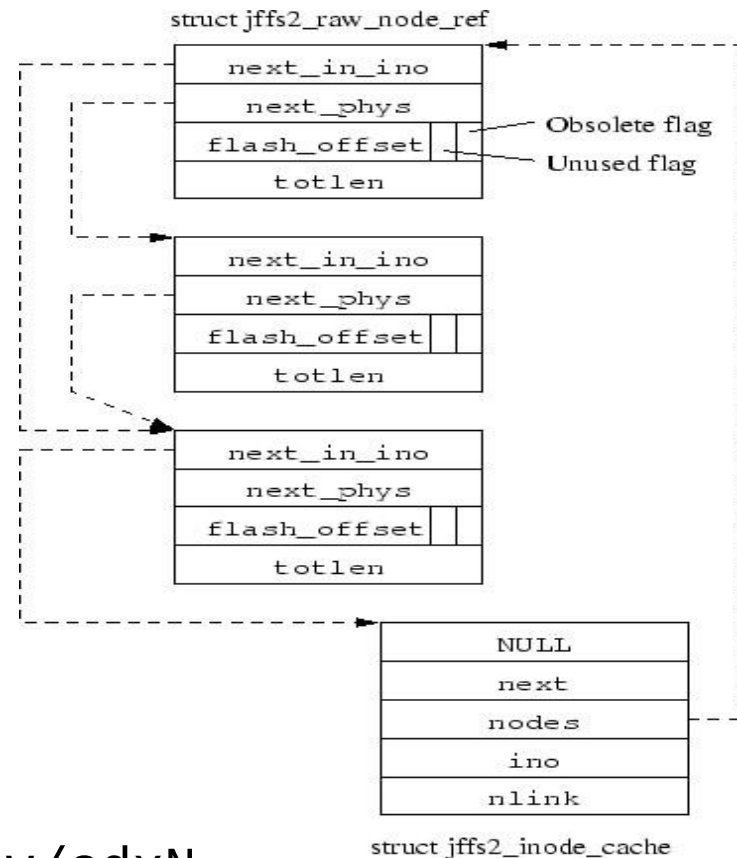 struct jffs2_raw_node_ref
next_in_ino
next_phys
flash_offset
totlen
Obsolete flag
Unused flag
next_in_ino
next_phys
flash_offset
totlen
next_in_ino
next_phys
flash_offset
totlen
NULL
next
nodes
ino
nlink
struct jffs2_inode_cache